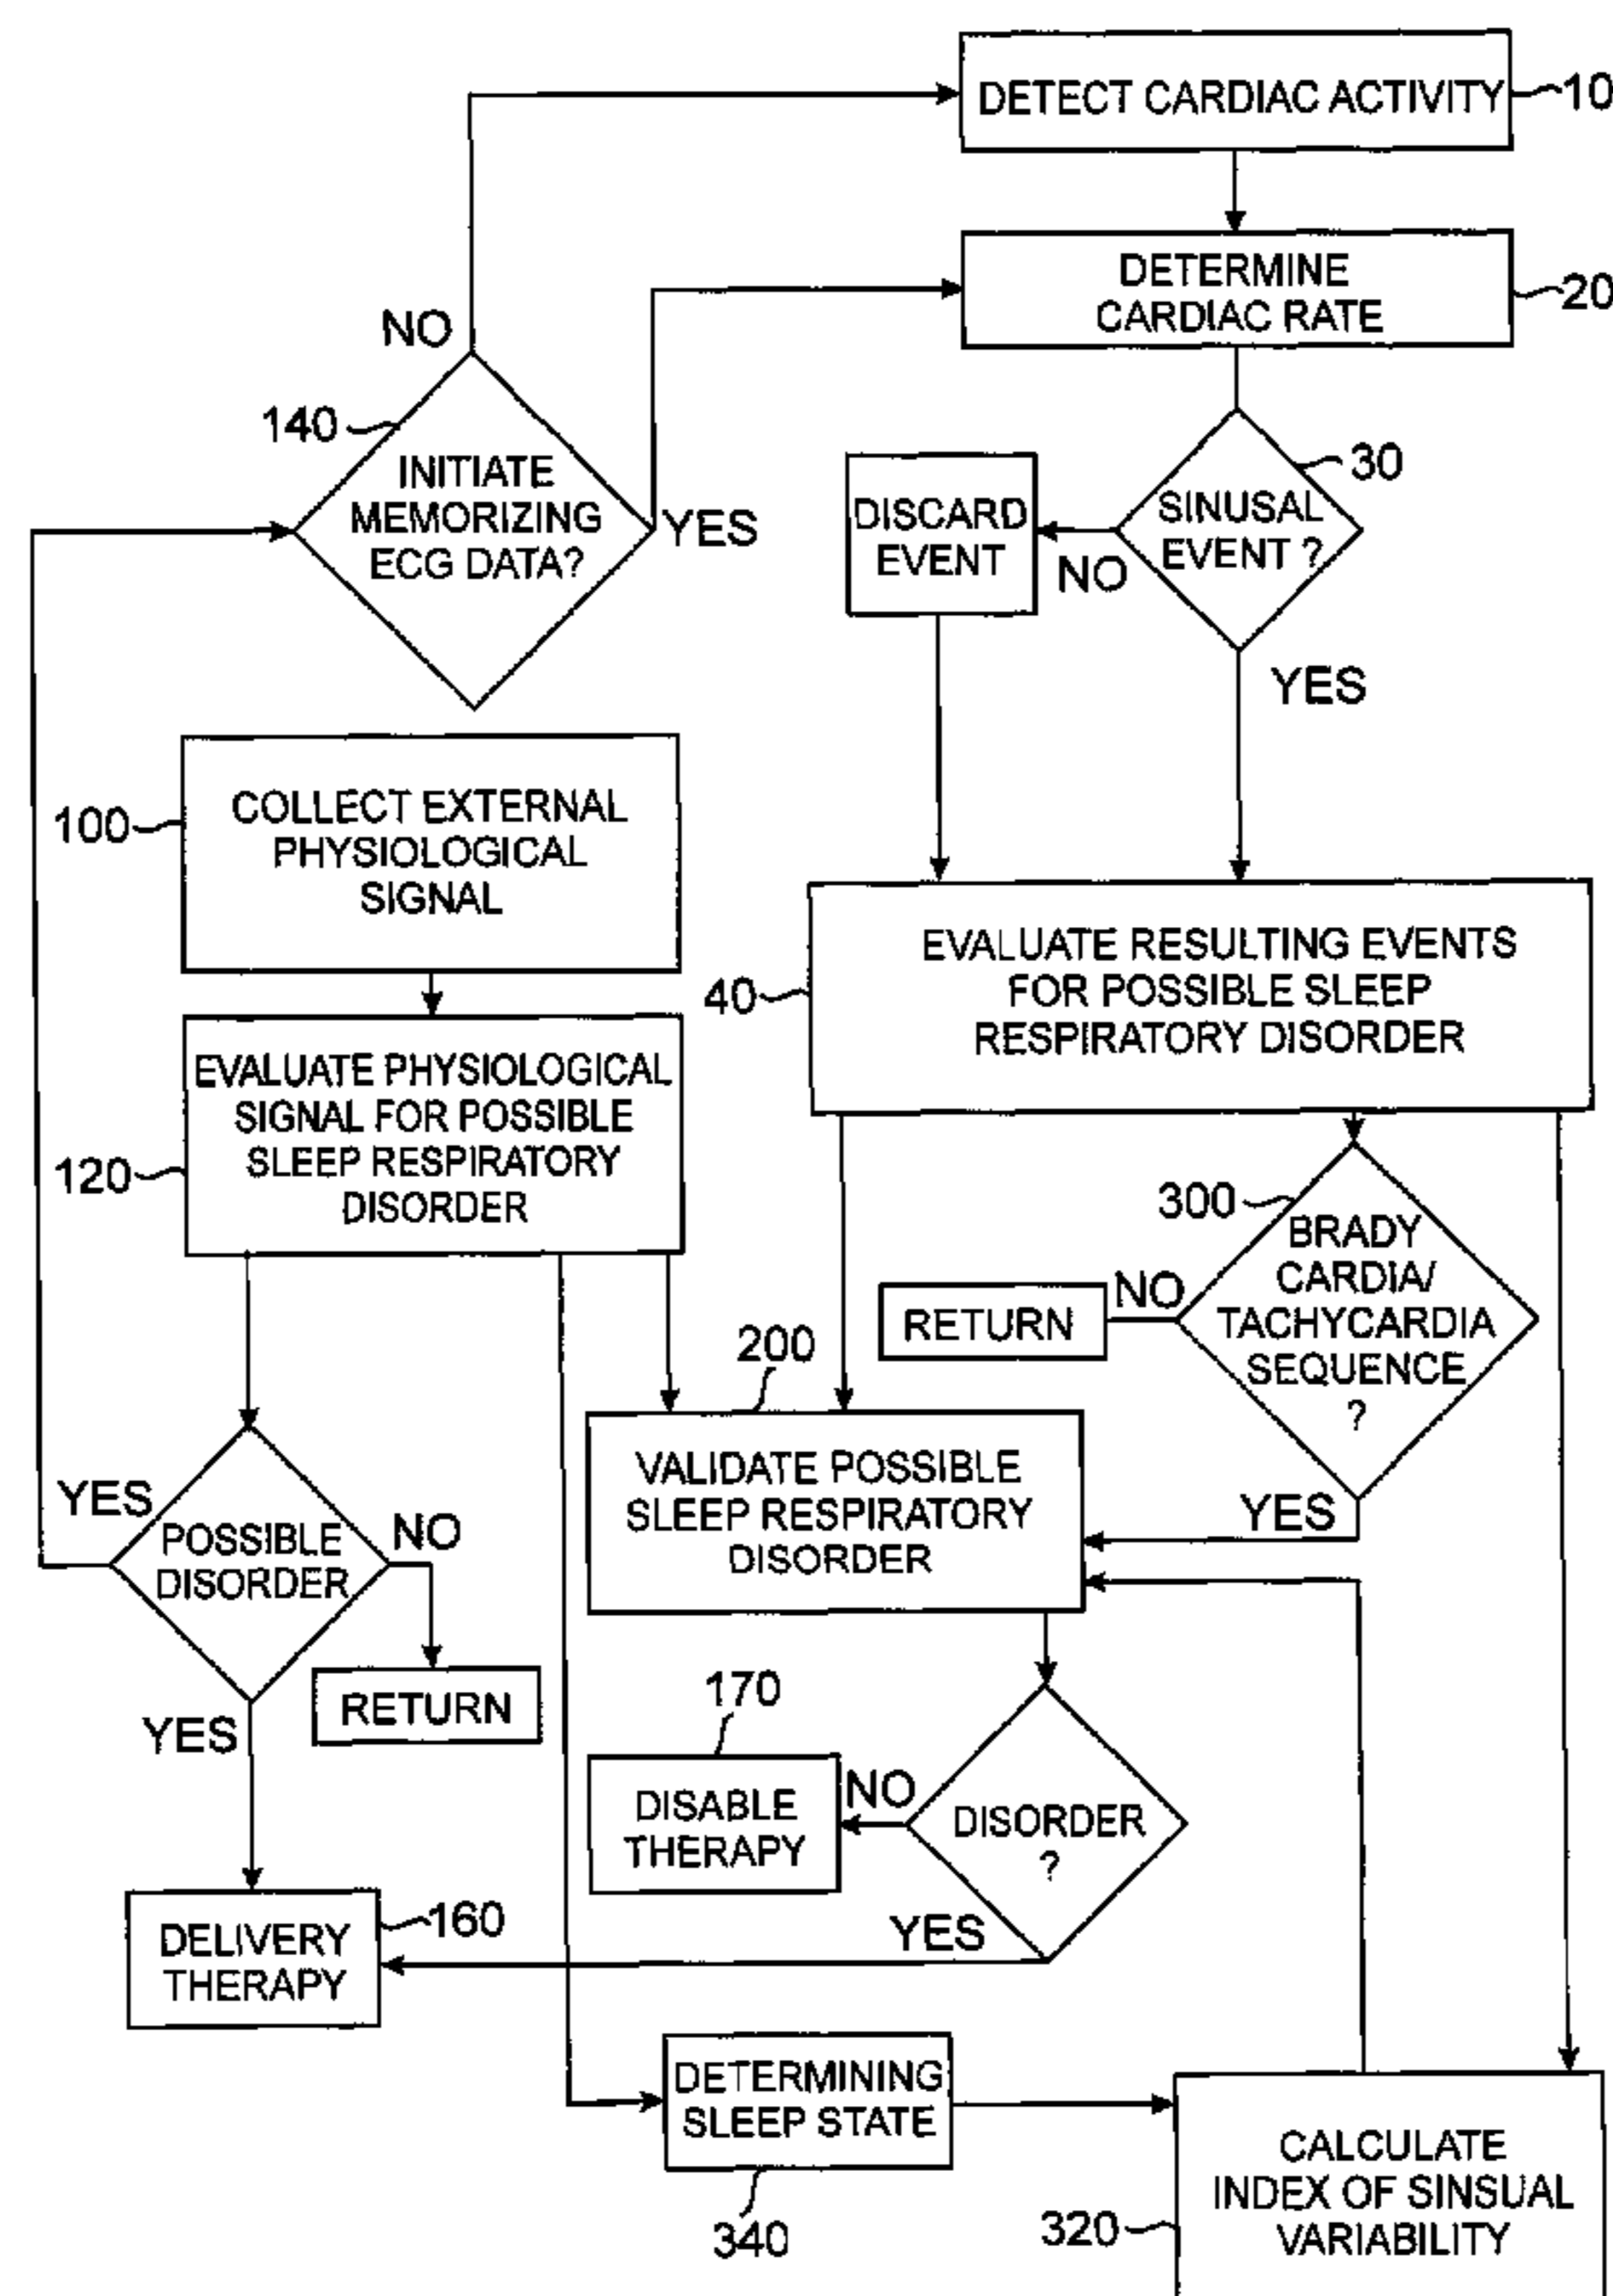 DETECT CARDIAC ACTIVITY
10
DETERMINE
CARDIAC RATE
20
NO
140
INITIATE
MEMORIZING
ECG DATA?
YES
30
SINUSAL
EVENT ?
NO
DISCARD
EVENT
YES
100
COLLECT EXTERNAL
PHYSIOLOGICAL
SIGNAL
40
EVALUATE RESULTING EVENTS
FOR POSSIBLE SLEEP
RESPIRATORY DISORDER
120
EVALUATE PHYSIOLOGICAL
SIGNAL FOR POSSIBLE
SLEEP RESPIRATORY
DISORDER
300
BRADY
CARDIA/
TACHYCARDIA
SEQUENCE
?
NO
RETURN
YES
200
VALIDATE POSSIBLE
SLEEP RESPIRATORY
DISORDER
YES
POSSIBLE
DISORDER
NO
RETURN
YES
170
DISABLE
THERAPY
NO
DISORDER
?
YES
DELIVERY
THERAPY
160
DETERMINING
SLEEP STATE
340
320
CALCULATE
INDEX OF SINSUAL
VARIABILITY